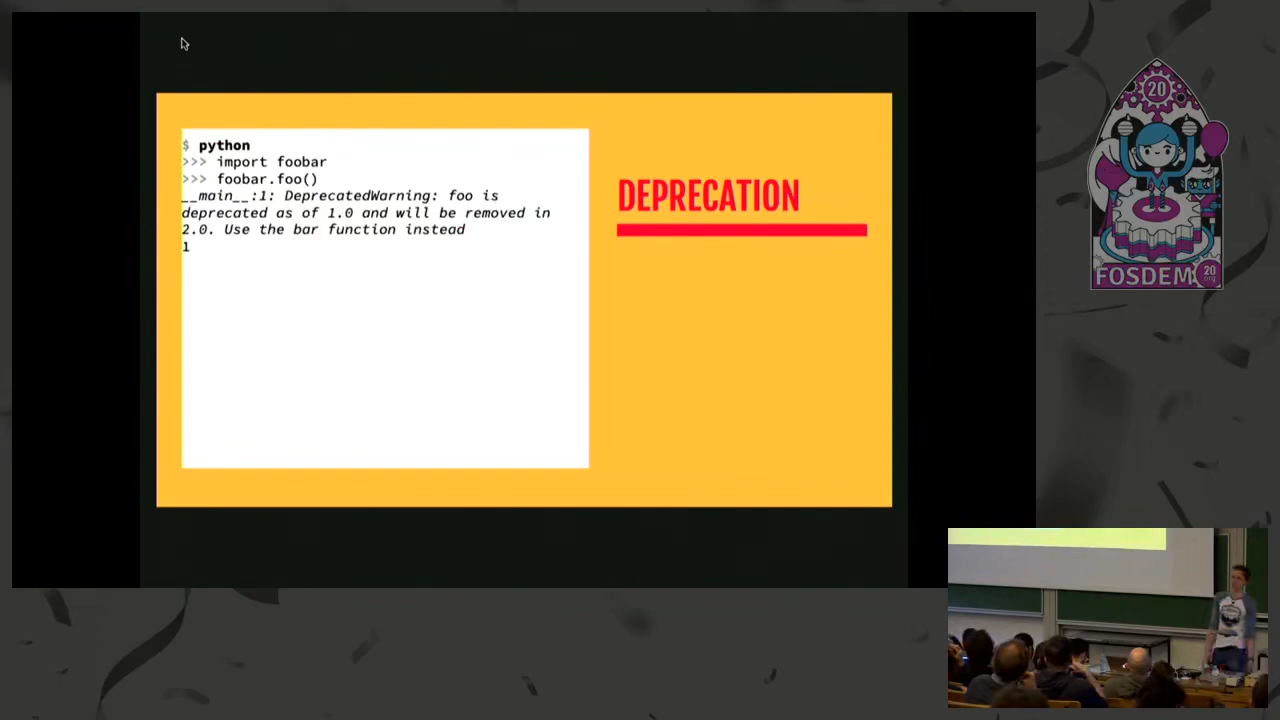 $ python
>>> import foobar
>>> foobar.foo()
__main__:1: DeprecatedWarning: foo is
deprecated as of 1.0 and will be removed in
2.0. Use the bar function instead
1
DEPRECATION
20
FOSDEM
20
.org